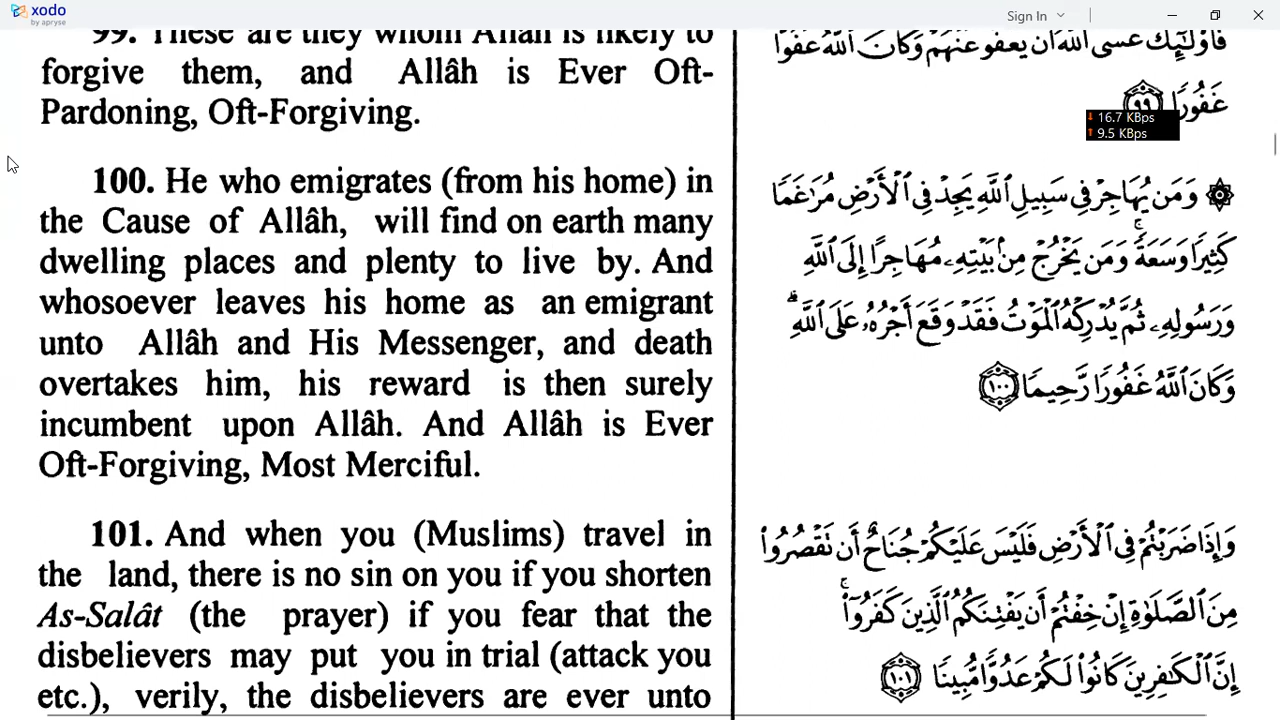 xodo
by apryse
Sign In
99. These are they whom Allâh is likely to
forgive them, and Allâh is Ever Oft-
Pardoning, Oft-Forgiving.
100. He who emigrates (from his home) in
the Cause of Allâh, will find on earth many
dwelling places and plenty to live by. And
whosoever leaves his home as an emigrant
unto Allâh and His Messenger, and death
overtakes him, his reward is then surely
incumbent upon Allâh. And Allâh is Ever
Oft-Forgiving, Most Merciful.
101. And when you (Muslims) travel in
the land, there is no sin on you if you shorten
As-Salât (the prayer) if you fear that the
disbelievers may put you in trial (attack you
etc.), verily, the disbelievers are ever unto
فَأُو۟لَـٰٓئِكَ عَسَى ٱللَّهُ أَن يَعْفُوَ عَنْهُمْ وَكَانَ ٱللَّهُ عَفُوًّا
غَفُورًا ٩٩
16.7 KBps
9.5 KBps
۞ وَمَن يُهَاجِرْ فِى سَبِيلِ ٱللَّهِ يَجِدْ فِى ٱلْأَرْضِ مُرَٰغَمًا
كَثِيرًا وَسَعَةً ۚ وَمَن يَخْرُجْ مِنۢ بَيْتِهِۦ مُهَاجِرًا إِلَى ٱللَّهِ
وَرَسُولِهِۦ ثُمَّ يُدْرِكْهُ ٱلْمَوْتُ فَقَدْ وَقَعَ أَجْرُهُۥ عَلَى ٱللَّهِ ۗ
وَكَانَ ٱللَّهُ غَفُورًا رَّحِيمًا ١٠٠
وَإِذَا ضَرَبْتُمْ فِى ٱلْأَرْضِ فَلَيْسَ عَلَيْكُمْ جُنَاحٌ أَن تَقْصُرُوا۟
مِنَ ٱلصَّلَوٰةِ إِنْ خِفْتُمْ أَن يَفْتِنَكُمُ ٱلَّذِينَ كَفَرُوٓا۟ ۚ
إِنَّ ٱلْكَـٰفِرِينَ كَانُوا۟ لَكُمْ عَدُوًّا مُّبِينًا ١٠١